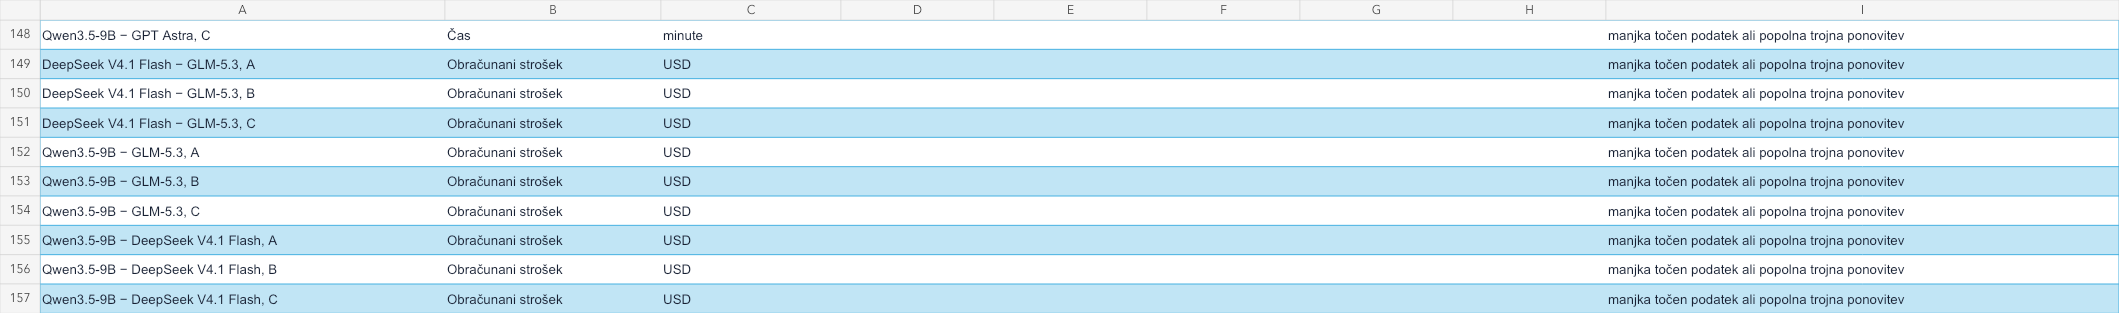 A B C D E F G H I
148 Qwen3.5-9B − GPT Astra, C Čas minute manjka točen podatek ali popolna trojna ponovitev
149 DeepSeek V4.1 Flash − GLM-5.3, A Obračunani strošek USD manjka točen podatek ali popolna trojna ponovitev
150 DeepSeek V4.1 Flash − GLM-5.3, B Obračunani strošek USD manjka točen podatek ali popolna trojna ponovitev
151 DeepSeek V4.1 Flash − GLM-5.3, C Obračunani strošek USD manjka točen podatek ali popolna trojna ponovitev
152 Qwen3.5-9B − GLM-5.3, A Obračunani strošek USD manjka točen podatek ali popolna trojna ponovitev
153 Qwen3.5-9B − GLM-5.3, B Obračunani strošek USD manjka točen podatek ali popolna trojna ponovitev
154 Qwen3.5-9B − GLM-5.3, C Obračunani strošek USD manjka točen podatek ali popolna trojna ponovitev
155 Qwen3.5-9B − DeepSeek V4.1 Flash, A Obračunani strošek USD manjka točen podatek ali popolna trojna ponovitev
156 Qwen3.5-9B − DeepSeek V4.1 Flash, B Obračunani strošek USD manjka točen podatek ali popolna trojna ponovitev
157 Qwen3.5-9B − DeepSeek V4.1 Flash, C Obračunani strošek USD manjka točen podatek ali popolna trojna ponovitev